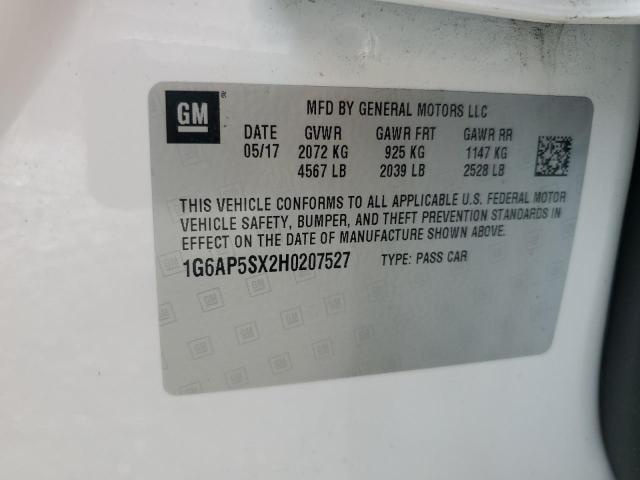 GM ®
MFD BY GENERAL MOTORS LLC
DATE GVWR GAWR FRT GAWR RR
05/17 2072 KG 925 KG 1147 KG
4567 LB 2039 LB 2528 LB
THIS VEHICLE CONFORMS TO ALL APPLICABLE U.S. FEDERAL MOTOR
VEHICLE SAFETY, BUMPER, AND THEFT PREVENTION STANDARDS IN
EFFECT ON THE DATE OF MANUFACTURE SHOWN ABOVE.
1G6AP5SX2H0207527 TYPE: PASS CAR